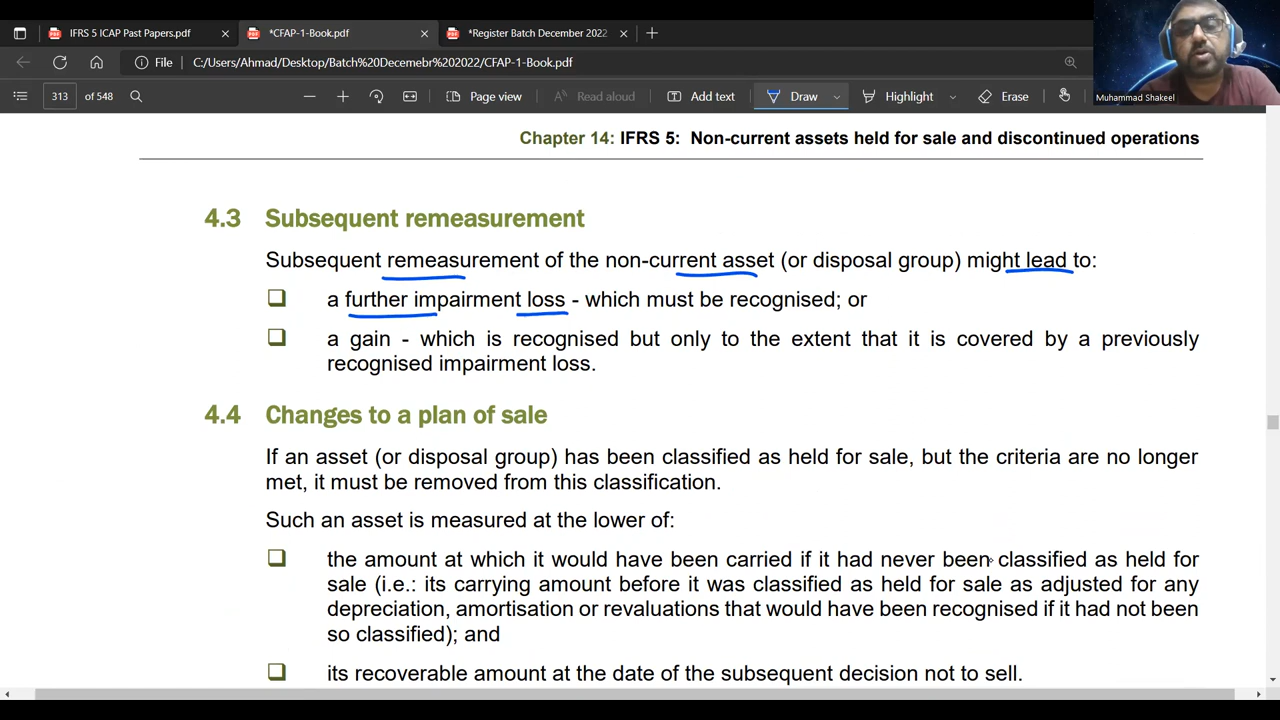 IFRS 5 ICAP Past Papers.pdf
*CFAP-1-Book.pdf
*Register Batch December 2022
File
C:/Users/Ahmad/Desktop/Batch%20Decemebr%202022/CFAP-1-Book.pdf
Muhammad Shakeel
313 of 548
Page view
Read aloud
Add text
Draw
Highlight
Erase
Chapter 14: IFRS 5: Non-current assets held for sale and discontinued operations
4.3 Subsequent remeasurement
Subsequent remeasurement of the non-current asset (or disposal group) might lead to:
a further impairment loss - which must be recognised; or
a gain - which is recognised but only to the extent that it is covered by a previously
recognised impairment loss.
4.4 Changes to a plan of sale
If an asset (or disposal group) has been classified as held for sale, but the criteria are no longer
met, it must be removed from this classification.
Such an asset is measured at the lower of:
the amount at which it would have been carried if it had never been classified as held for
sale (i.e.: its carrying amount before it was classified as held for sale as adjusted for any
depreciation, amortisation or revaluations that would have been recognised if it had not been
so classified); and
its recoverable amount at the date of the subsequent decision not to sell.